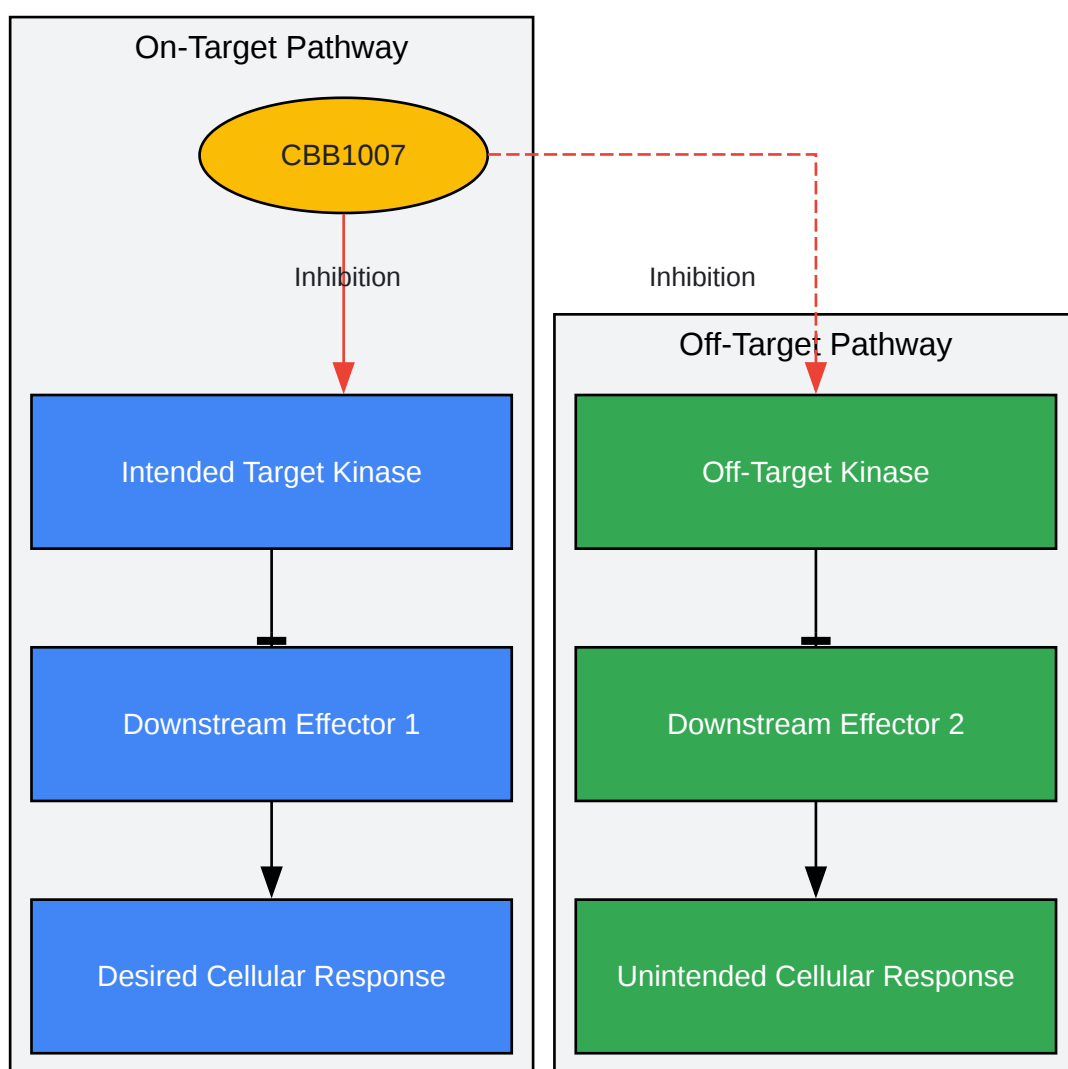 On-Target Pathway
CBB1007
Inhibition
Inhibition
Off-Target Pathway
Intended Target Kinase
Off-Target Kinase
Downstream Effector 1
Downstream Effector 2
Desired Cellular Response
Unintended Cellular Response